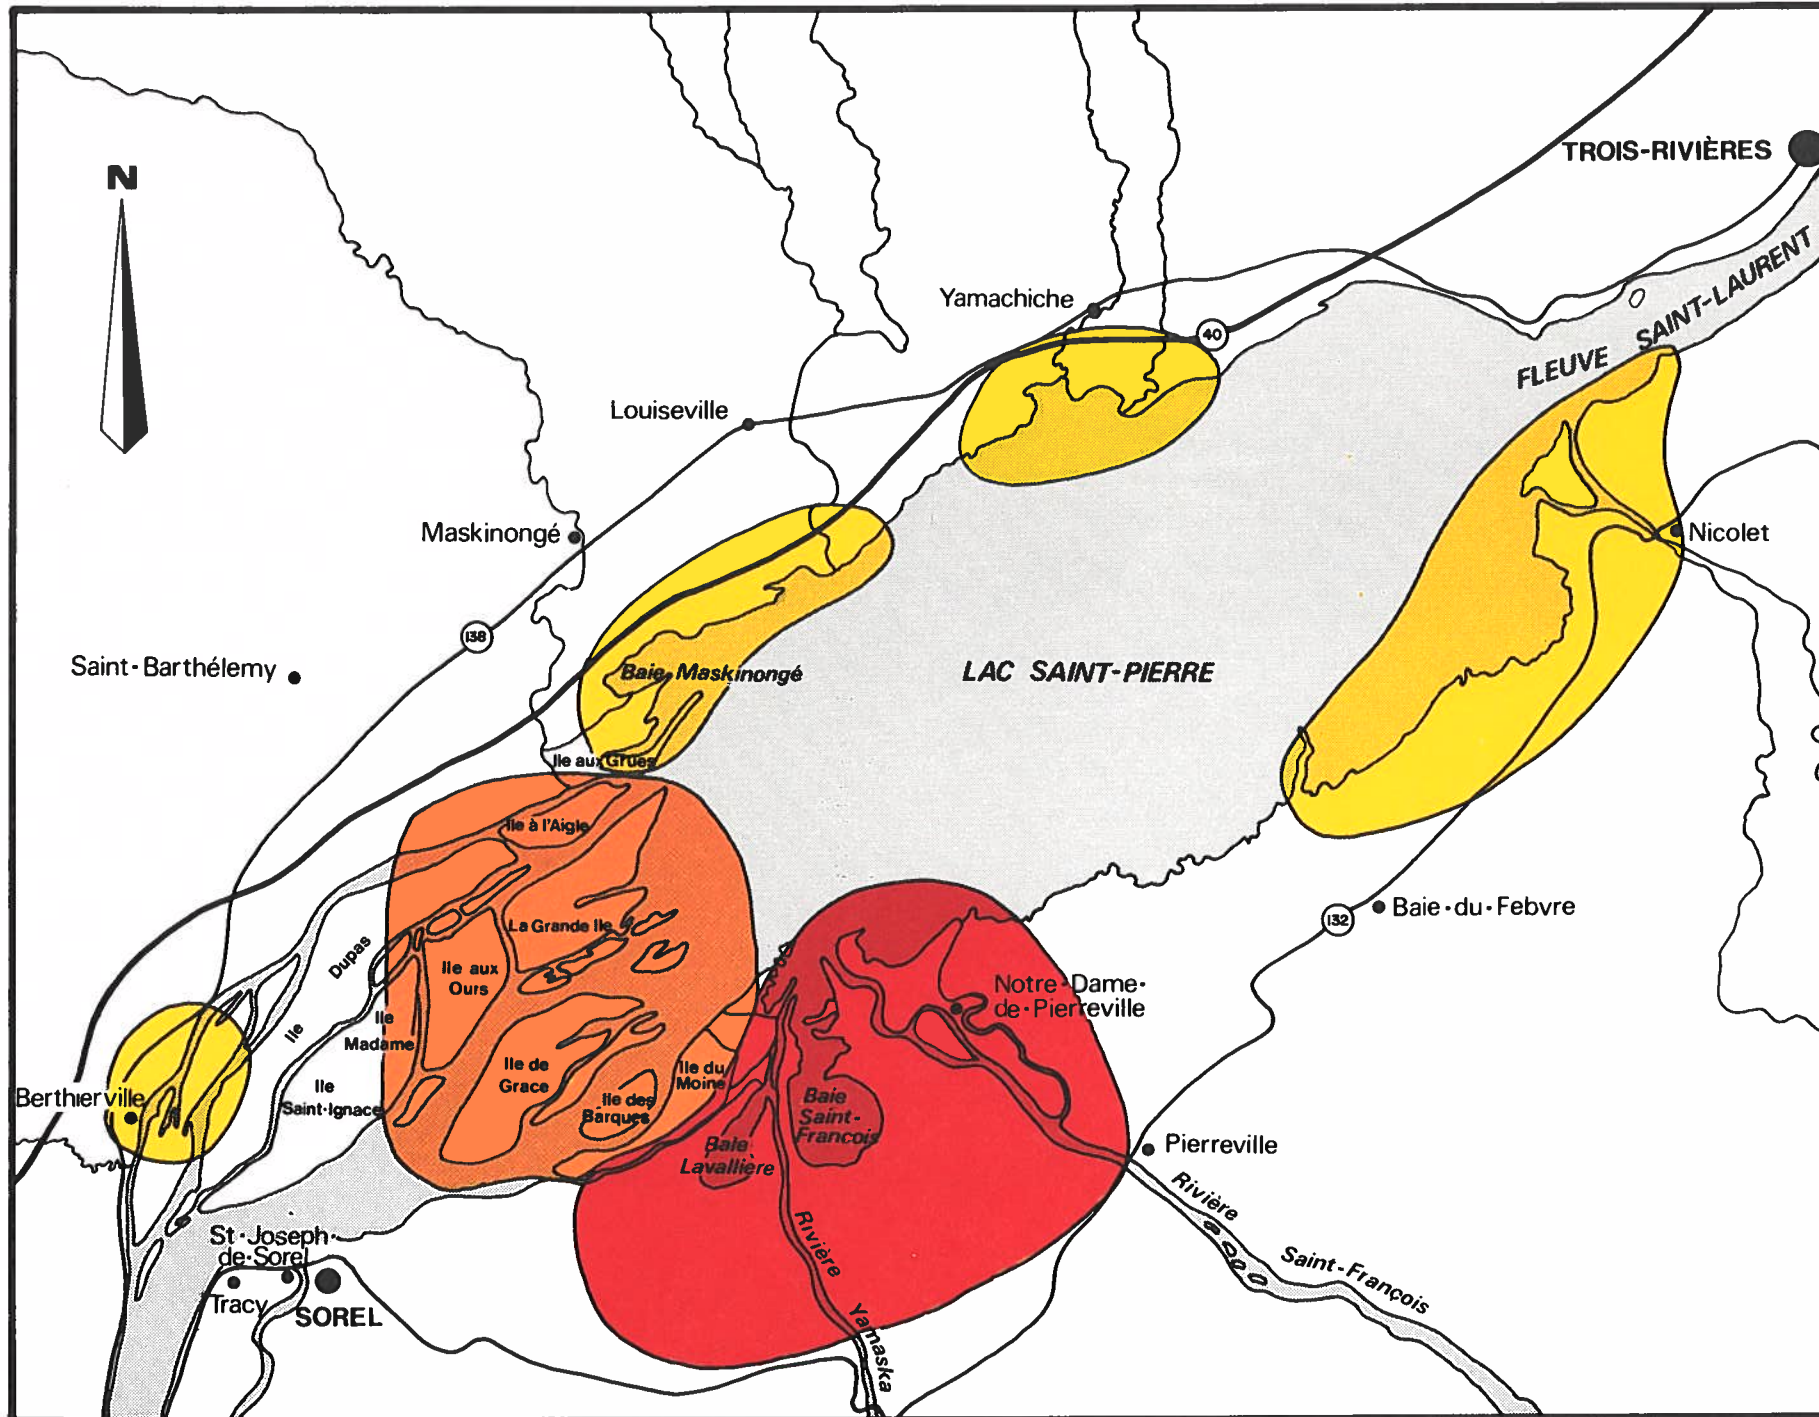 N
TROIS-RIVIÈRES
FLEUVE SAINT-LAURENT
Yamachiche
40
Louiseville
Maskinongé
Nicolet
138
Saint-Barthélemy
Baie Maskinongé
LAC SAINT-PIERRE
Ile aux Grues
Ile à l'Aigle
132
Baie-du-Febvre
La Grande Ile
Ile Dupas
Ile aux
Ours
Notre-Dame-
de-Pierreville
Ile
Madame
Ile de
Grace
Ile du
Moine
Ile
Saint-Ignace
Ile des
Barques
Berthierville
Baie
Saint-
François
Baie
Lavallière
Pierreville
Rivière Saint-François
St-Joseph-
de-Sorel
Tracy
SOREL
Rivière Yamaska